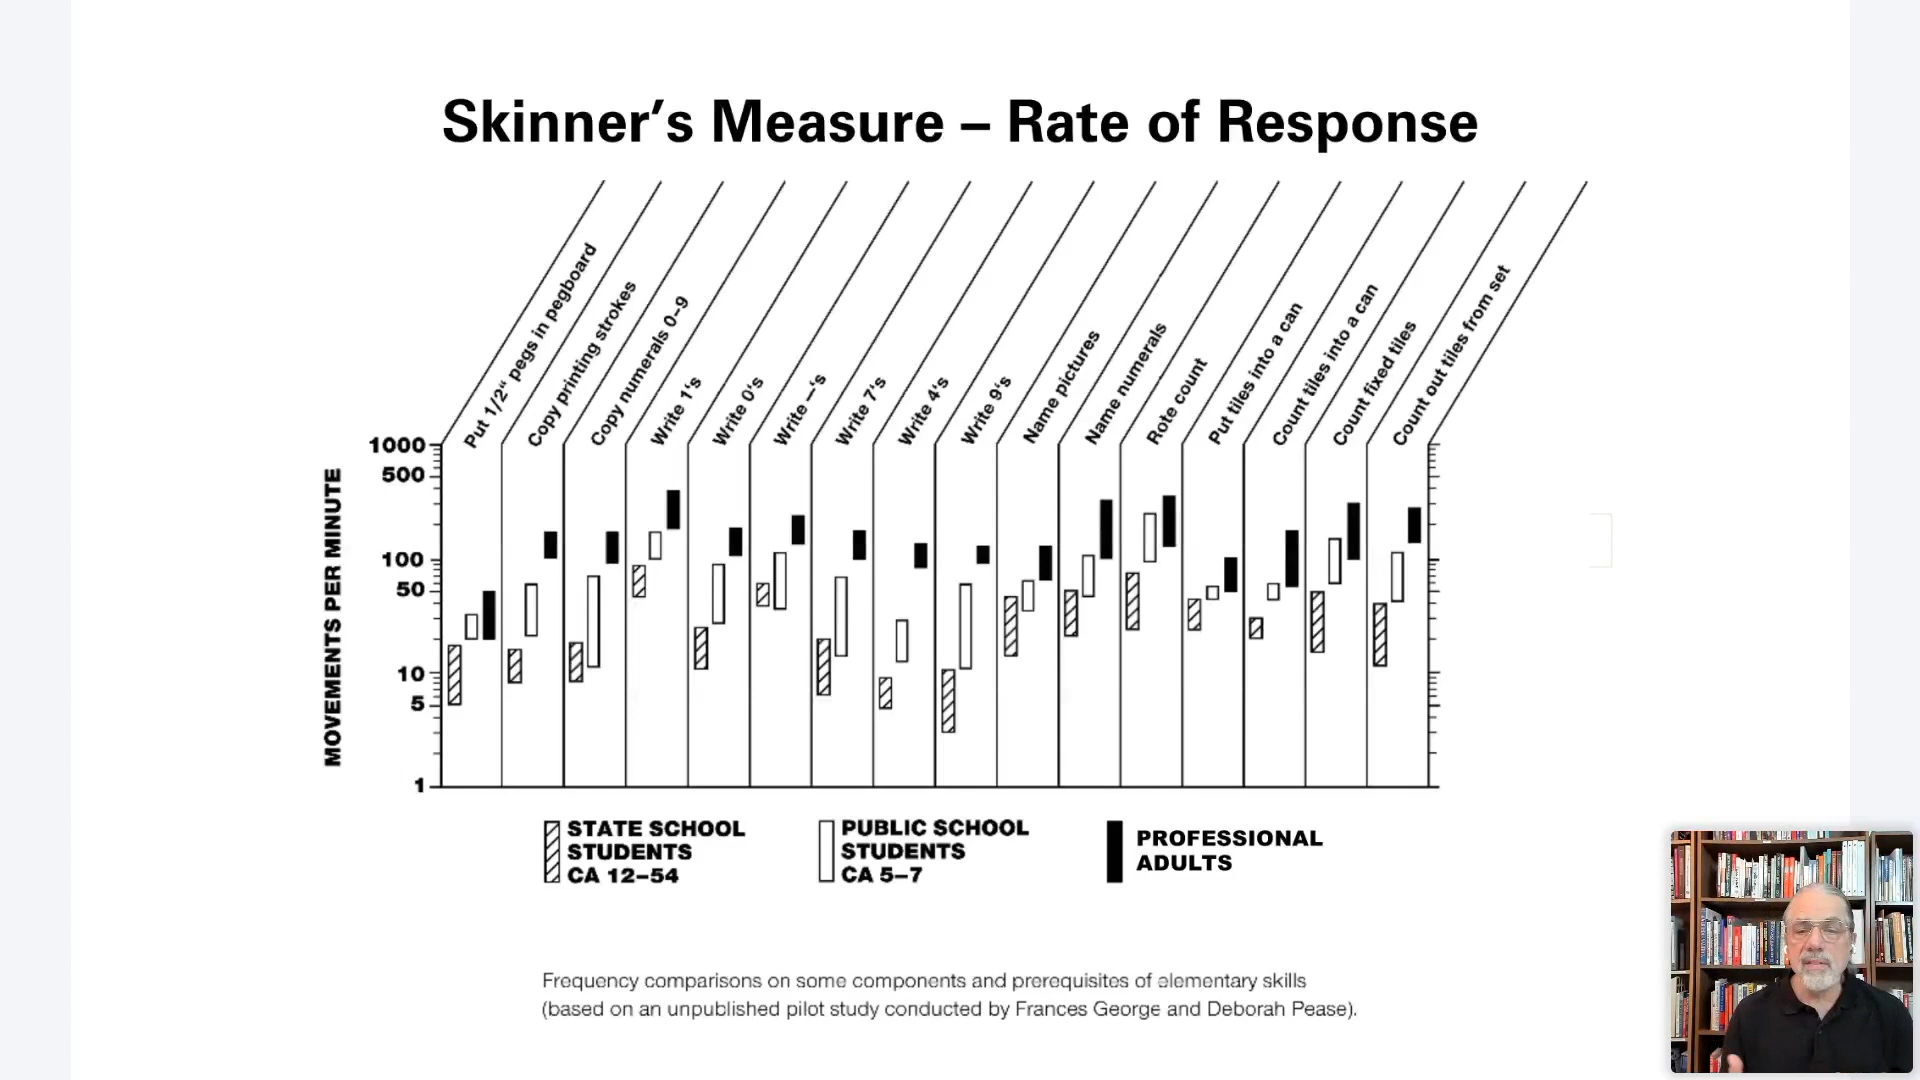 Skinner’s Measure – Rate of Response
Put 1/2“ pegs in pegboard
Copy printing strokes
Copy numerals 0–9
Write 1‘s
Write 0‘s
Write —‘s
Write 7‘s
Write 4‘s
Write 9‘s
Name pictures
Name numerals
Rote count
Put tiles into a can
Count tiles into a can
Count fixed tiles
Count out tiles from set
MOVEMENTS PER MINUTE
1000
500
100
50
10
5
1
STATE SCHOOL
STUDENTS
CA 12–54
PUBLIC SCHOOL
STUDENTS
CA 5–7
PROFESSIONAL
ADULTS
Frequency comparisons on some components and prerequisites of elementary skills
(based on an unpublished pilot study conducted by Frances George and Deborah Pease).